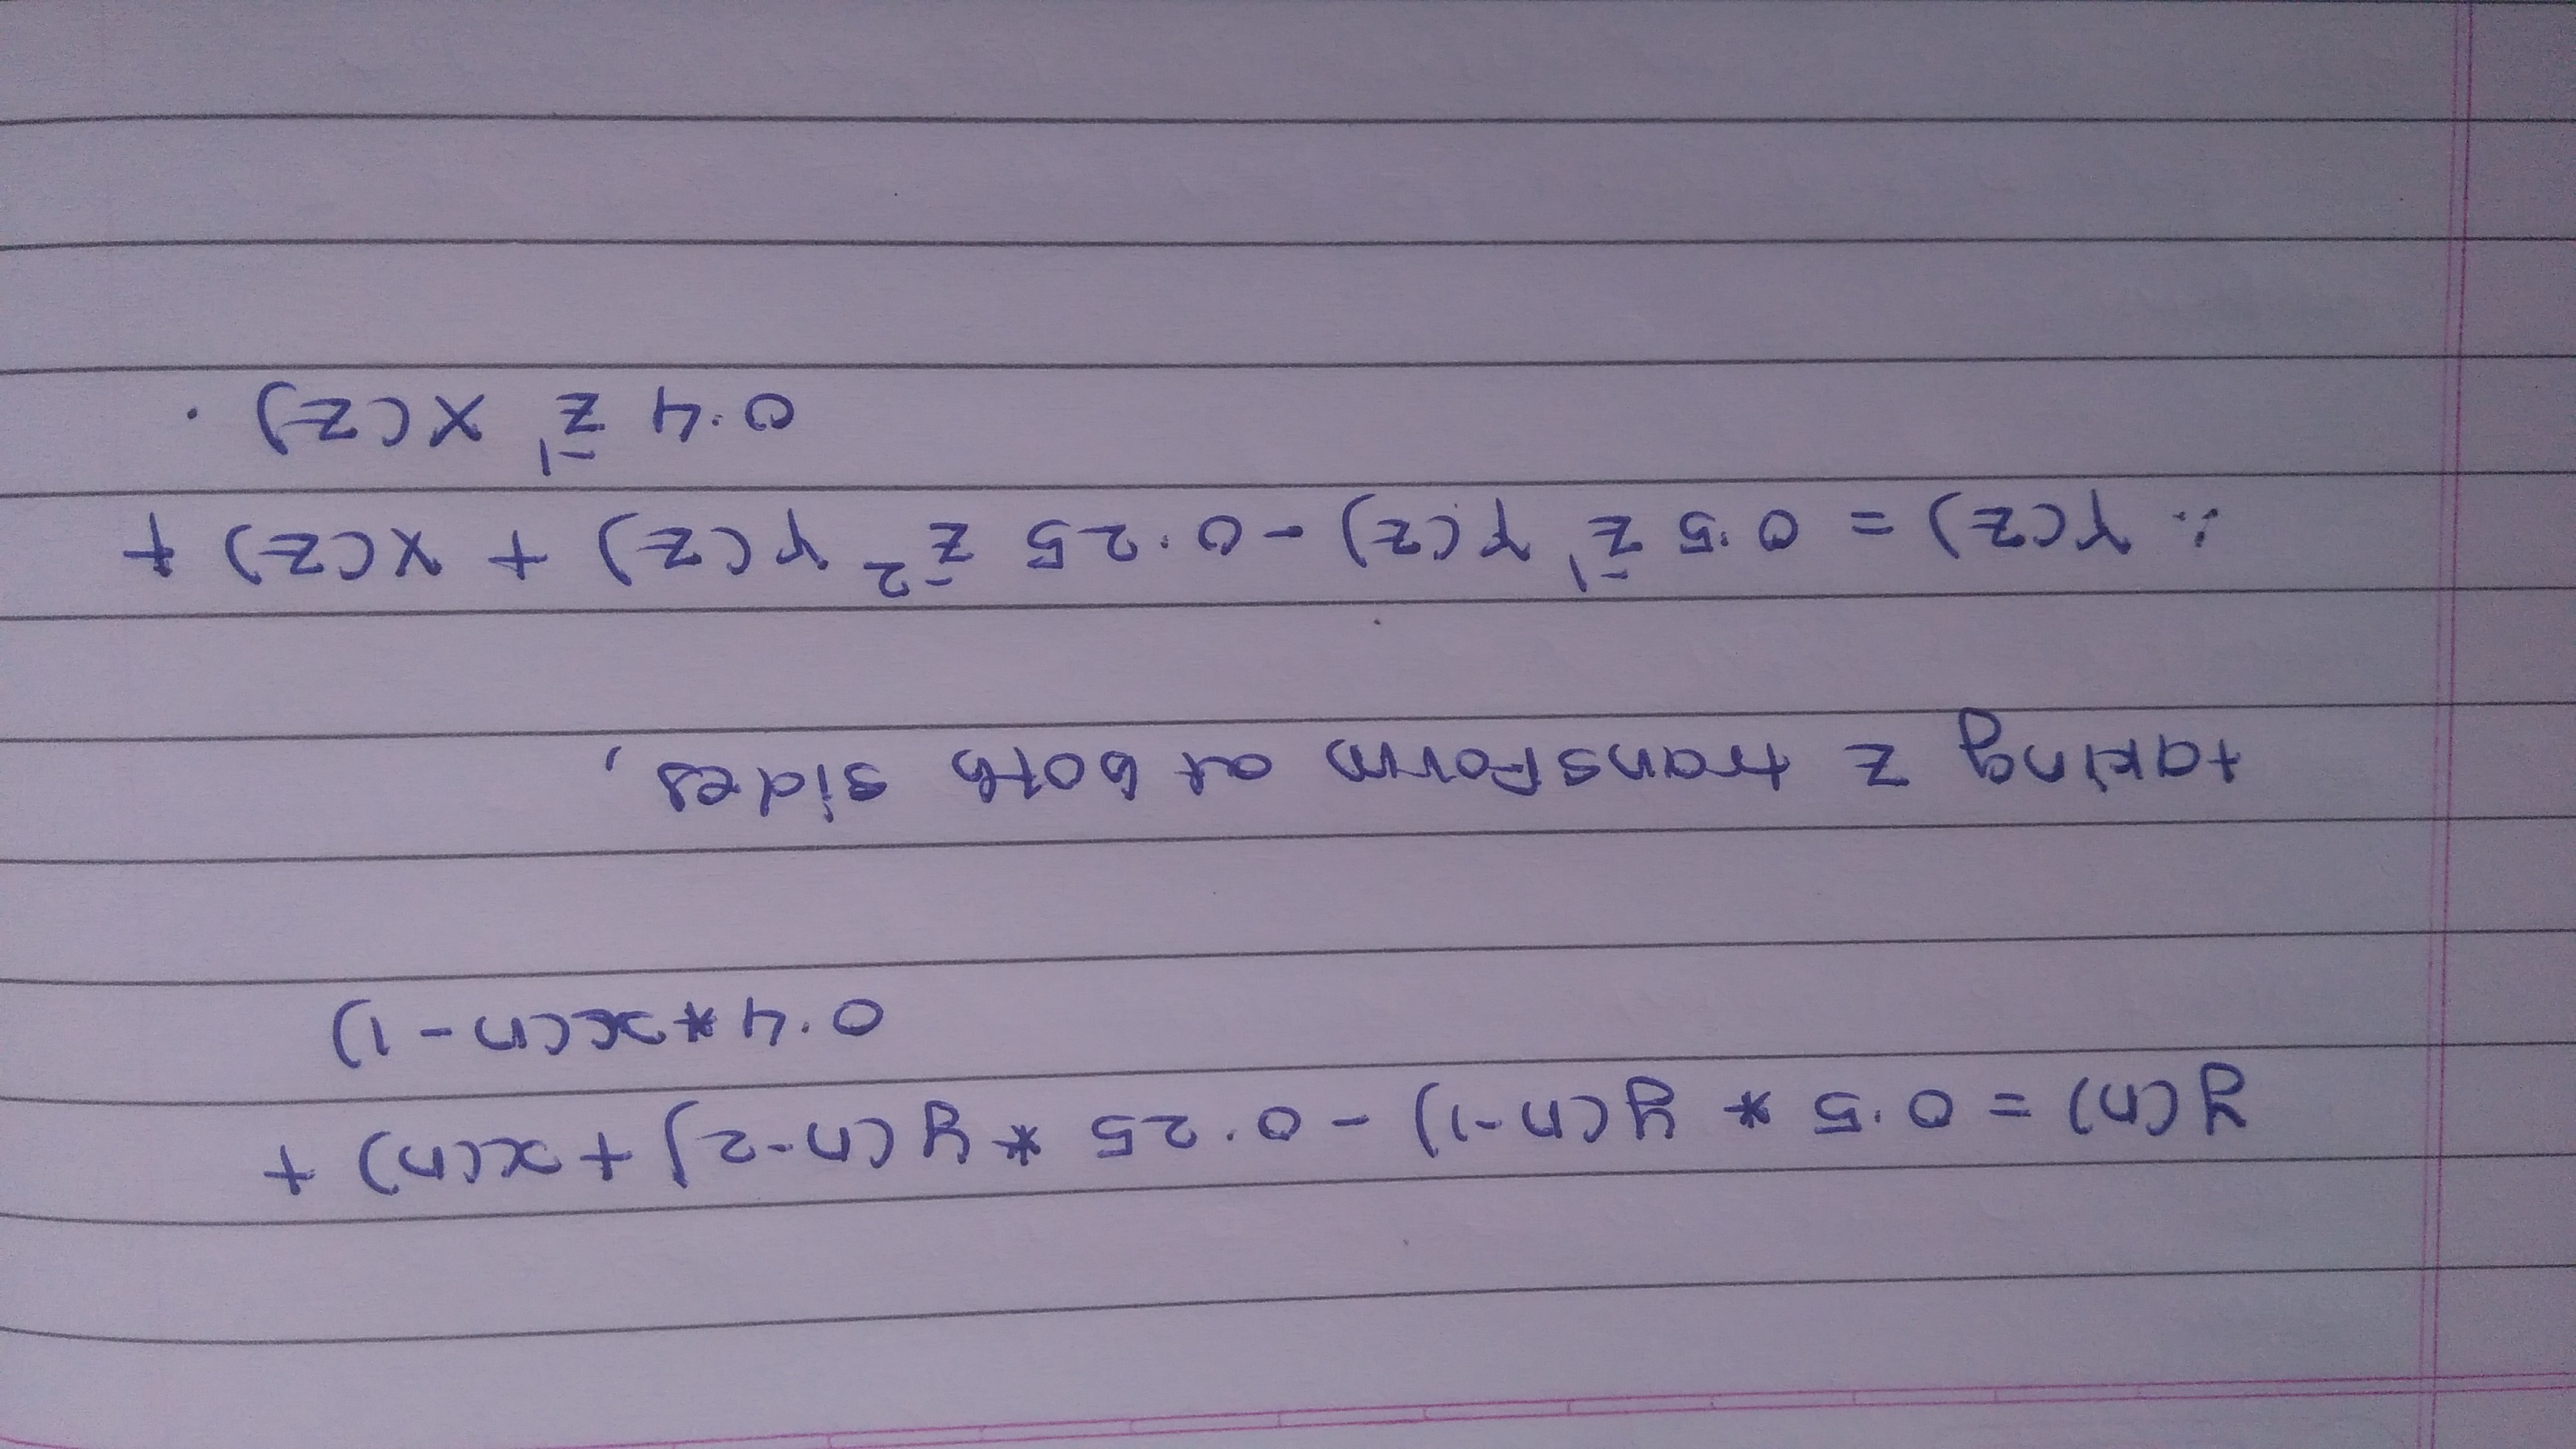 y(n) = 0.5 * y(n-1) - 0.25 * y(n-2) + x(n) +
0.4 * x(n-1)
taking z transform at both sides,
∴ Y(Z) = 0.5 z⁻¹ Y(Z) - 0.25 z⁻² Y(Z) + X(Z) +
0.4 z⁻¹ X(Z).